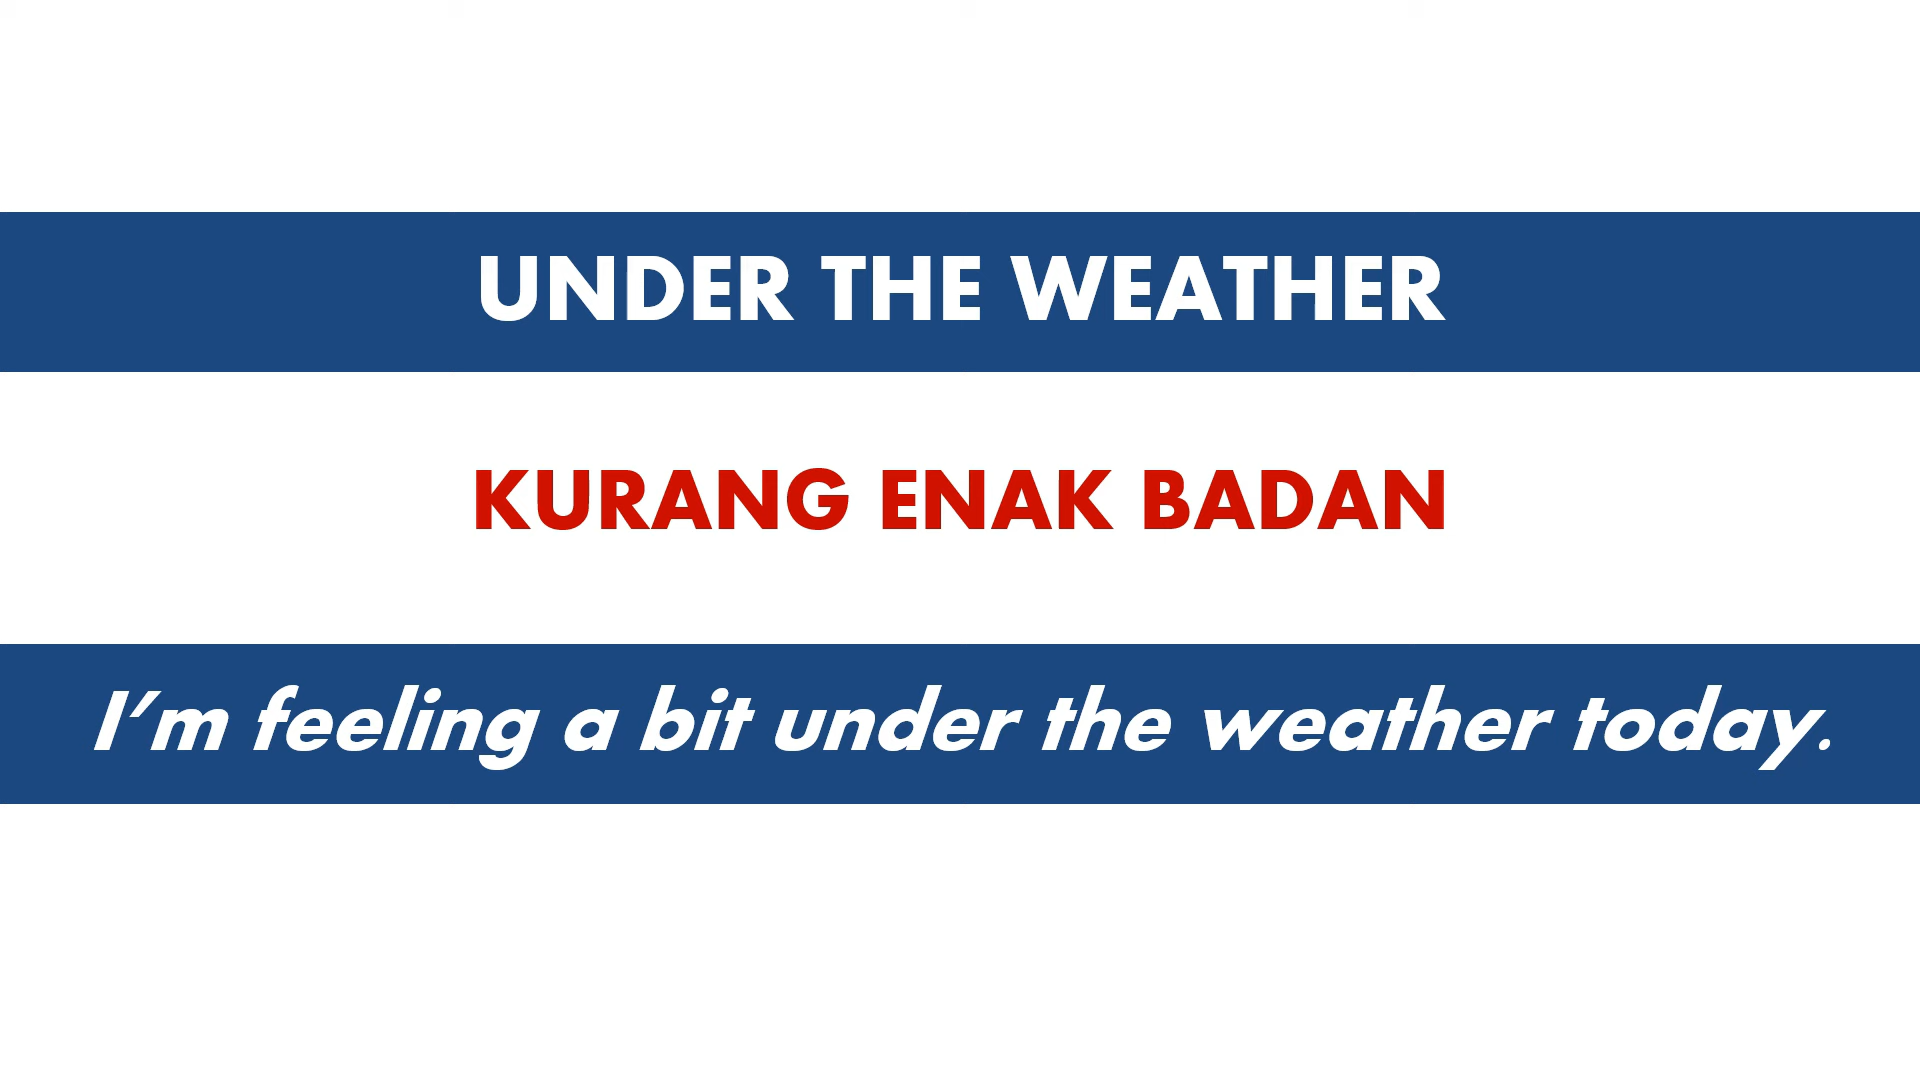 UNDER THE WEATHER
KURANG ENAK BADAN
I'm feeling a bit under the weather today.